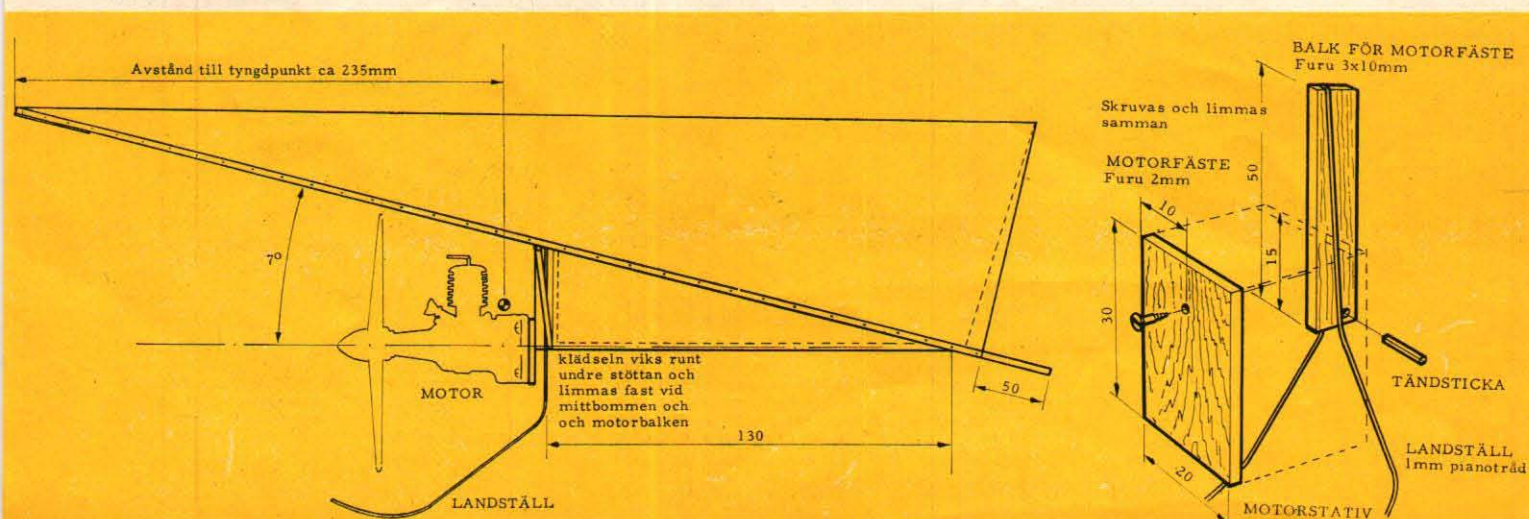 Avstånd till tyngdpunkt ca 235mm
7°
MOTOR
klädseln viks runt
undre stöttan och
limmas fast vid
mittbommen och
och motorbalken
50
130
LANDSTÄLL
BALK FÖR MOTORFÄSTE
Furu 3x10mm
Skruvas och limmas
samman
MOTORFÄSTE
Furu 2mm
50
10
15
30
TÄNDSTICKA
LANDSTÄLL
1mm pianotråd
20
MOTORSTATIV